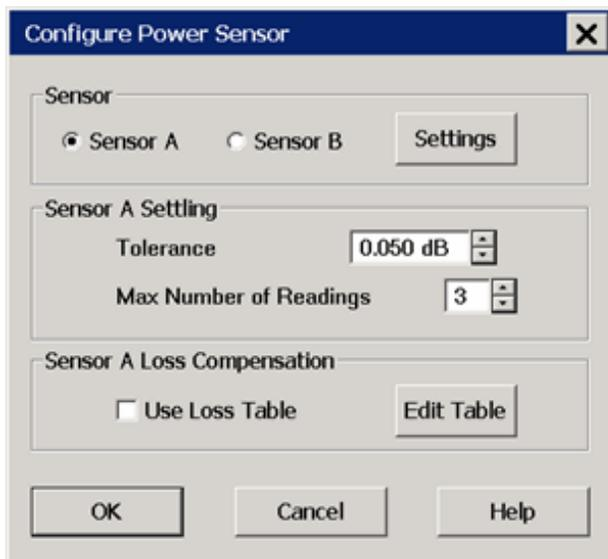 Configure Power Sensor
Sensor
Sensor A
Sensor B
Settings
Sensor A Settling
Tolerance
0.050 dB
Max Number of Readings
3
Sensor A Loss Compensation
Use Loss Table
Edit Table
OK
Cancel
Help